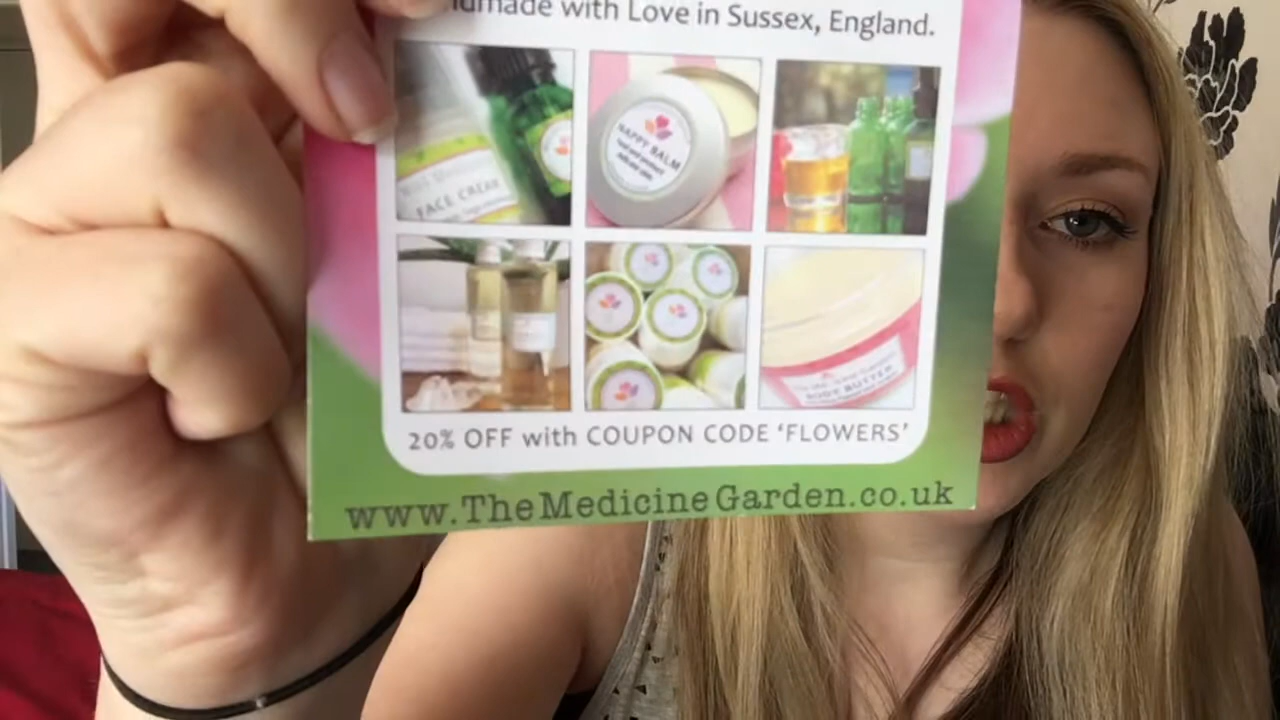 with Love in Sussex, England.
FACE CREAM
NAPPY BALM
BODY BUTTER
20% OFF with COUPON CODE ‘FLOWERS’
www.TheMedicineGarden.co.uk